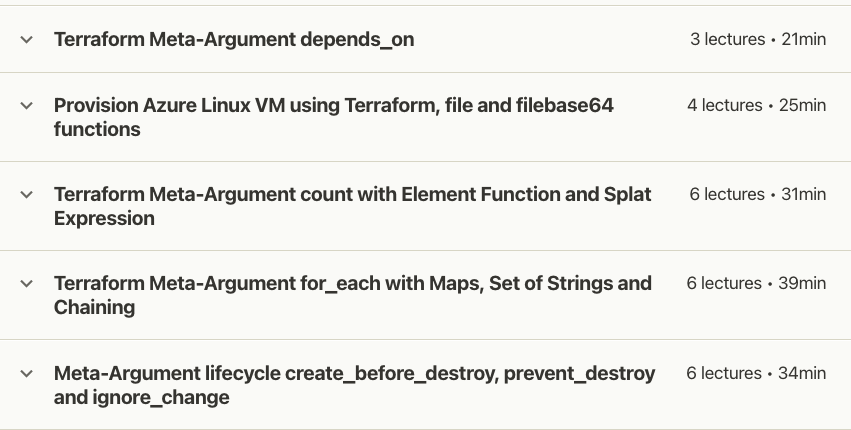 Terraform Meta-Argument depends_on
3 lectures • 21min
Provision Azure Linux VM using Terraform, file and filebase64
functions
4 lectures • 25min
Terraform Meta-Argument count with Element Function and Splat
Expression
6 lectures • 31min
Terraform Meta-Argument for_each with Maps, Set of Strings and
Chaining
6 lectures • 39min
Meta-Argument lifecycle create_before_destroy, prevent_destroy
and ignore_change
6 lectures • 34min